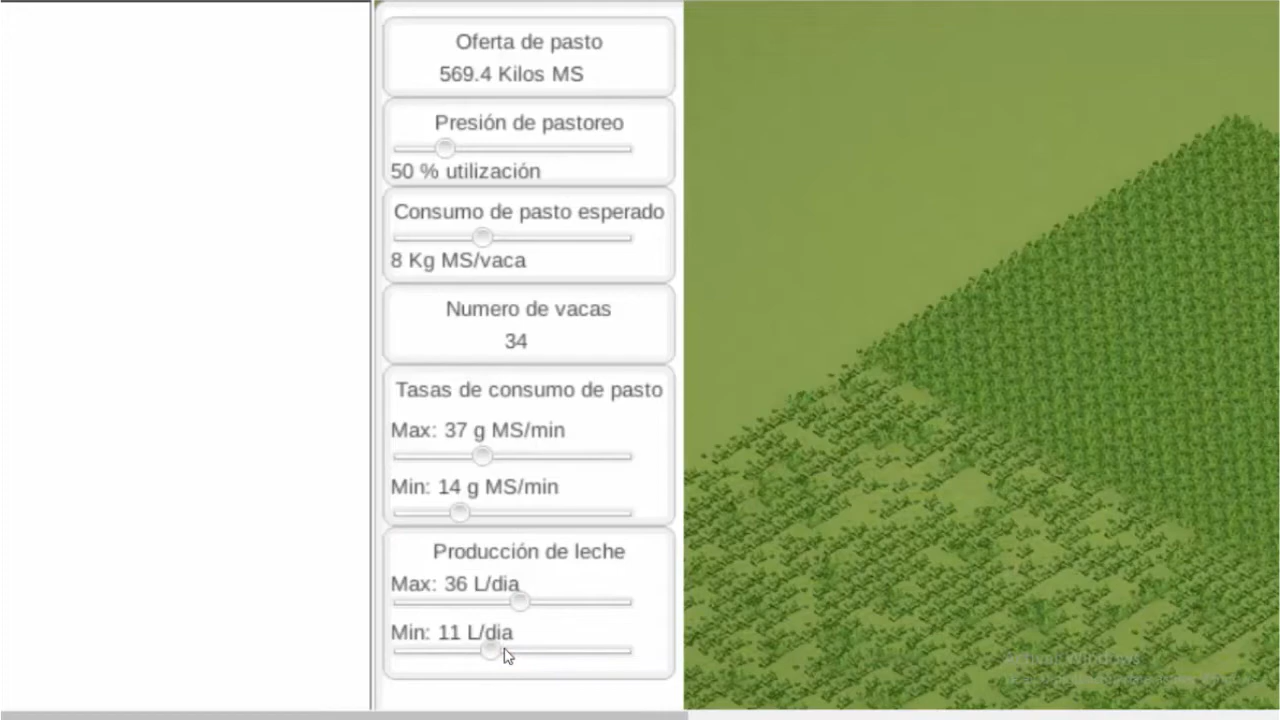 Oferta de pasto
569.4 Kilos MS
Presión de pastoreo
50 % utilización
Consumo de pasto esperado
8 Kg MS/vaca
Numero de vacas
34
Tasas de consumo de pasto
Max: 37 g MS/min
Min: 14 g MS/min
Producción de leche
Max: 36 L/dia
Min: 11 L/dia
Activar Windows